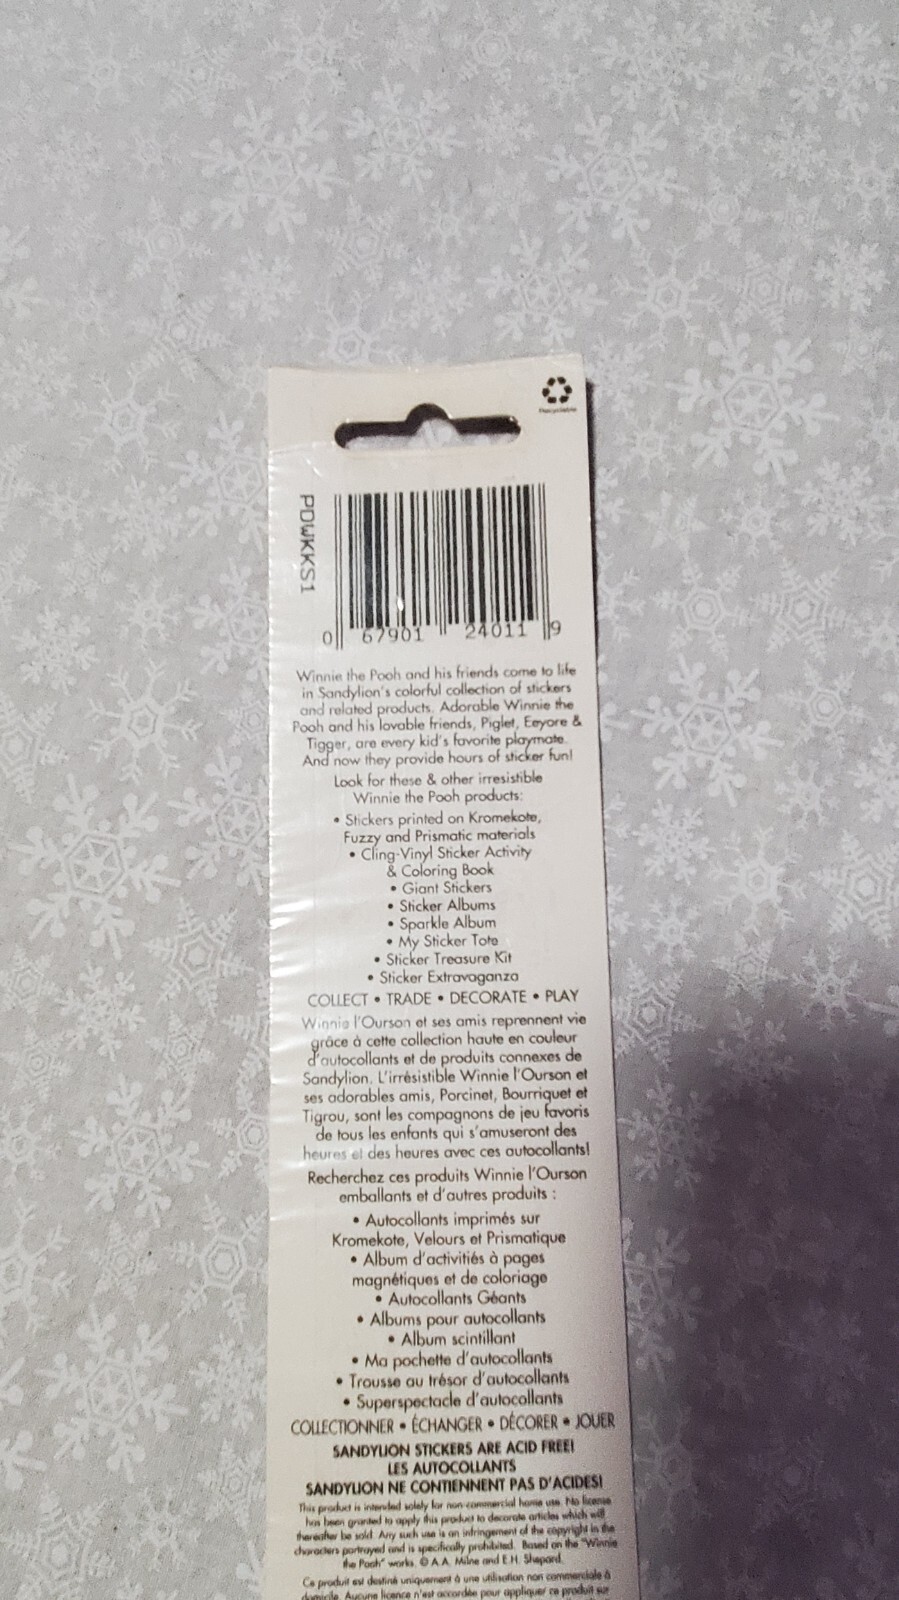 Recyclable
PDWKKS1
0 67901 24011 9
Winnie the Pooh and his friends come to life
in Sandylion's colorful collection of stickers
and related products. Adorable Winnie the
Pooh and his lovable friends, Piglet, Eeyore &
Tigger, are every kid's favorite playmate.
And now they provide hours of sticker fun!
Look for these & other irresistible
Winnie the Pooh products:
• Stickers printed on Kromekote,
Fuzzy and Prismatic materials
• Cling-Vinyl Sticker Activity
& Coloring Book
• Giant Stickers
• Sticker Albums
• Sparkle Album
• My Sticker Tote
• Sticker Treasure Kit
• Sticker Extravaganza
COLLECT • TRADE • DECORATE • PLAY
Winnie l'Ourson et ses amis reprennent vie
grâce à cette collection haute en couleur
d'autocollants et de produits connexes de
Sandylion. L'irrésistible Winnie l'Ourson et
ses adorables amis, Porcinet, Bourriquet et
Tigrou, sont les compagnons de jeu favoris
de tous les enfants qui s'amuseront des
heures et des heures avec ces autocollants!
Recherchez ces produits Winnie l'Ourson
emballants et d'autres produits :
• Autocollants imprimés sur
Kromekote, Velours et Prismatique
• Album d'activitiés à pages
magnétiques et de coloriage
• Autocollants Géants
• Albums pour autocollants
• Album scintillant
• Ma pochette d'autocollants
• Trousse au trésor d'autocollants
• Superspectacle d'autocollants
COLLECTIONNER • ÉCHANGER • DÉCORER • JOUER
SANDYLION STICKERS ARE ACID FREE!
LES AUTOCOLLANTS
SANDYLION NE CONTIENNENT PAS D'ACIDES!
This product is intended solely for non-commercial home use. No license
has been granted to apply this product to decorate articles which will
thereafter be sold. Any such use is an infringement of the copyright in the
characters portrayed and is specifically prohibited. Based on the "Winnie
the Pooh" works. © A.A. Milne and E.H. Shepard.
Ce produit est destiné uniquement à une utilisation non commerciale à
domicile. Aucune licence n'est accordée pour appliquer ce produit sur